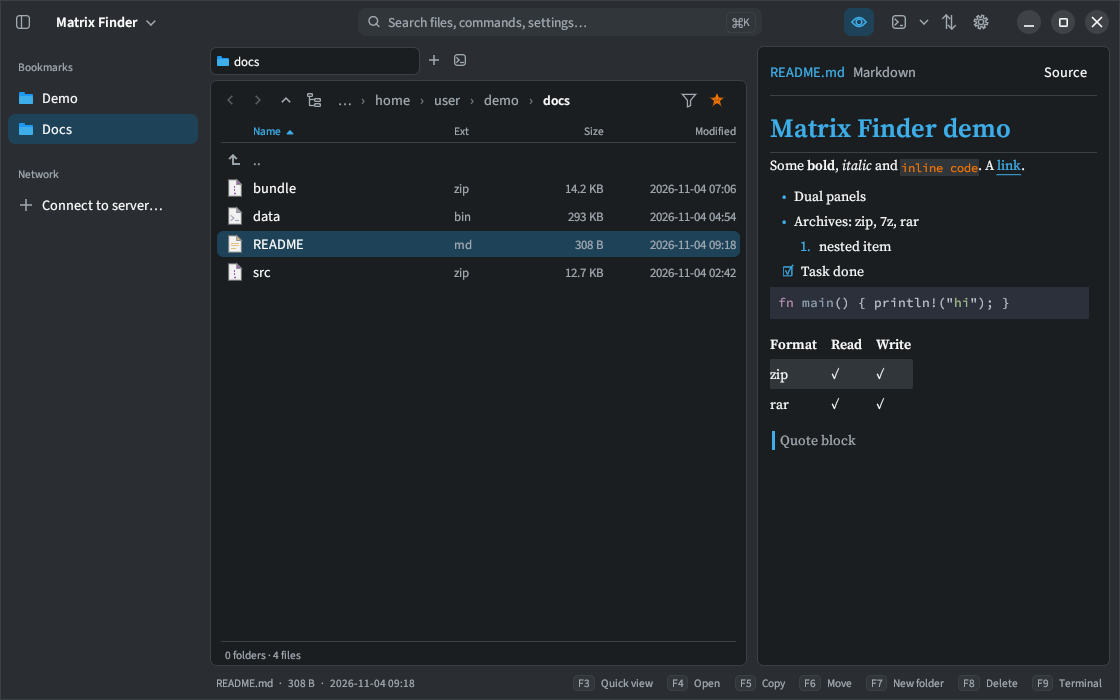 Matrix Finder
Search files, commands, settings…
⌘K
Bookmarks
Demo
Docs
Network
Connect to server…
docs
… › home › user › demo › docs
Name Ext Size Modified
..
bundle zip 14.2 KB 2026-11-04 07:06
data bin 293 KB 2026-11-04 04:54
README md 308 B 2026-11-04 09:18
src zip 12.7 KB 2026-11-04 02:42
0 folders · 4 files
README.md Markdown Source
Matrix Finder demo
Some bold, italic and inline code. A link.
• Dual panels
• Archives: zip, 7z, rar
1. nested item
Task done
fn main() { println!("hi"); }
Format Read Write
zip ✓ ✓
rar ✓ ✓
Quote block
README.md · 308 B · 2026-11-04 09:18
F3 Quick view F4 Open F5 Copy F6 Move F7 New folder F8 Delete F9 Terminal